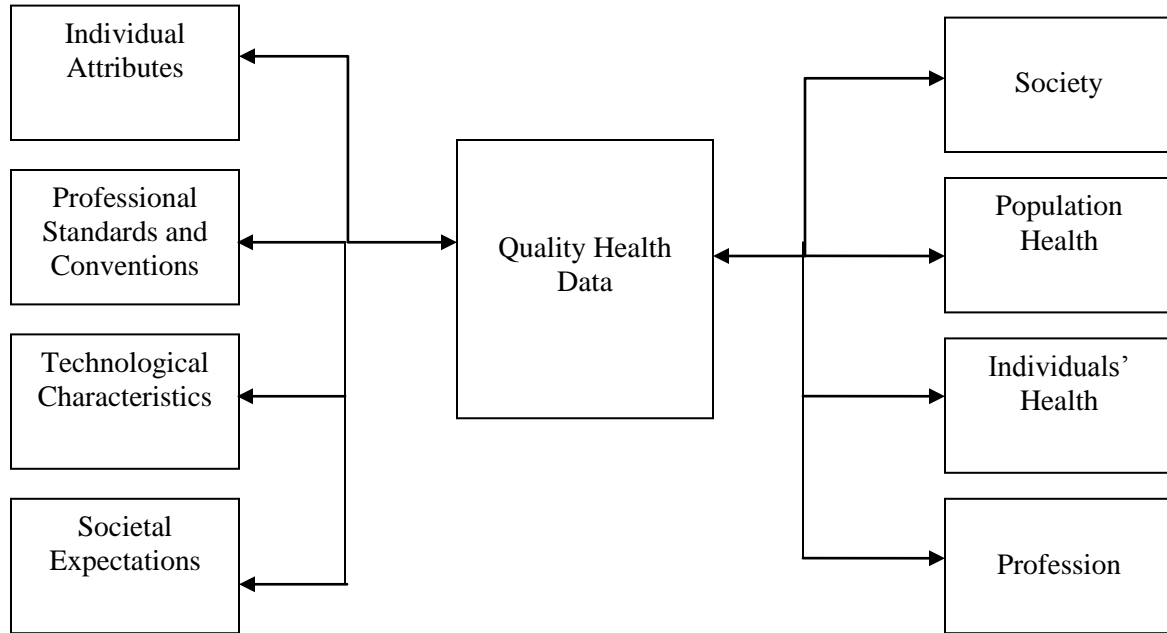 Individual
Attributes
Professional
Standards and
Conventions
Technological
Characteristics
Societal
Expectations
Quality Health
Data
Society
Population
Health
Individuals’
Health
Profession